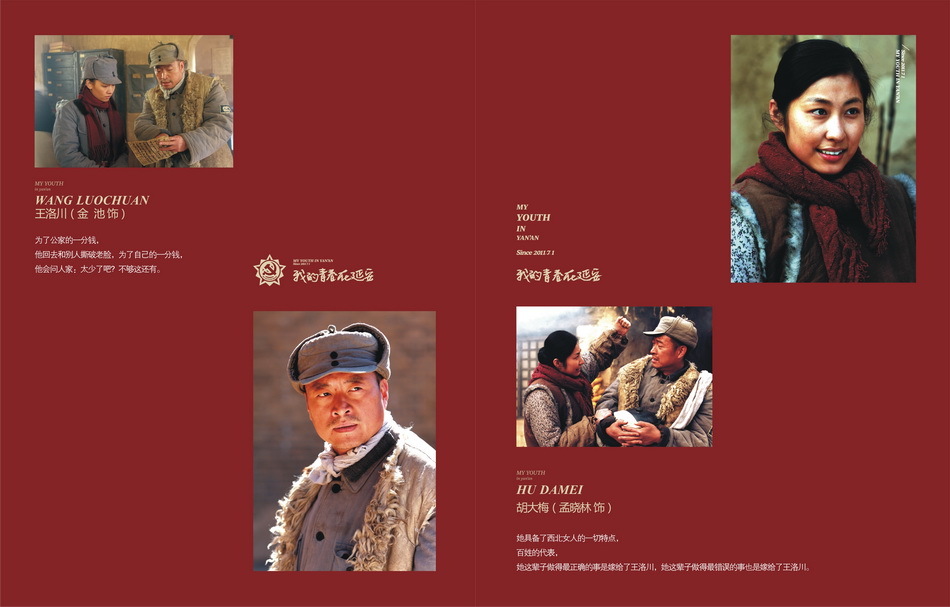 MY YOUTH
in yan'an
WANG LUOCHUAN
王洛川（金 池 饰）
为了公家的一分钱，
他回去和别人撕破老脸，为了自己的一分钱，
他会问人家；太少了吧？不够这还有。
MY YOUTH IN YAN'AN
Since 2011 7 1
我的青春在延安
Since 2011 7 1
MY YOUTH IN YAN'AN
MY
YOUTH
IN
YAN'AN
Since 2011 7 1
我的青春在延安
MY YOUTH
in yan'an
HU DAMEI
胡大梅（孟晓林 饰）
她具备了西北女人的一切特点，
百姓的代表，
她这辈子做得最正确的事是嫁给了王洛川，她这辈子做得最错误的事也是嫁给了王洛川。